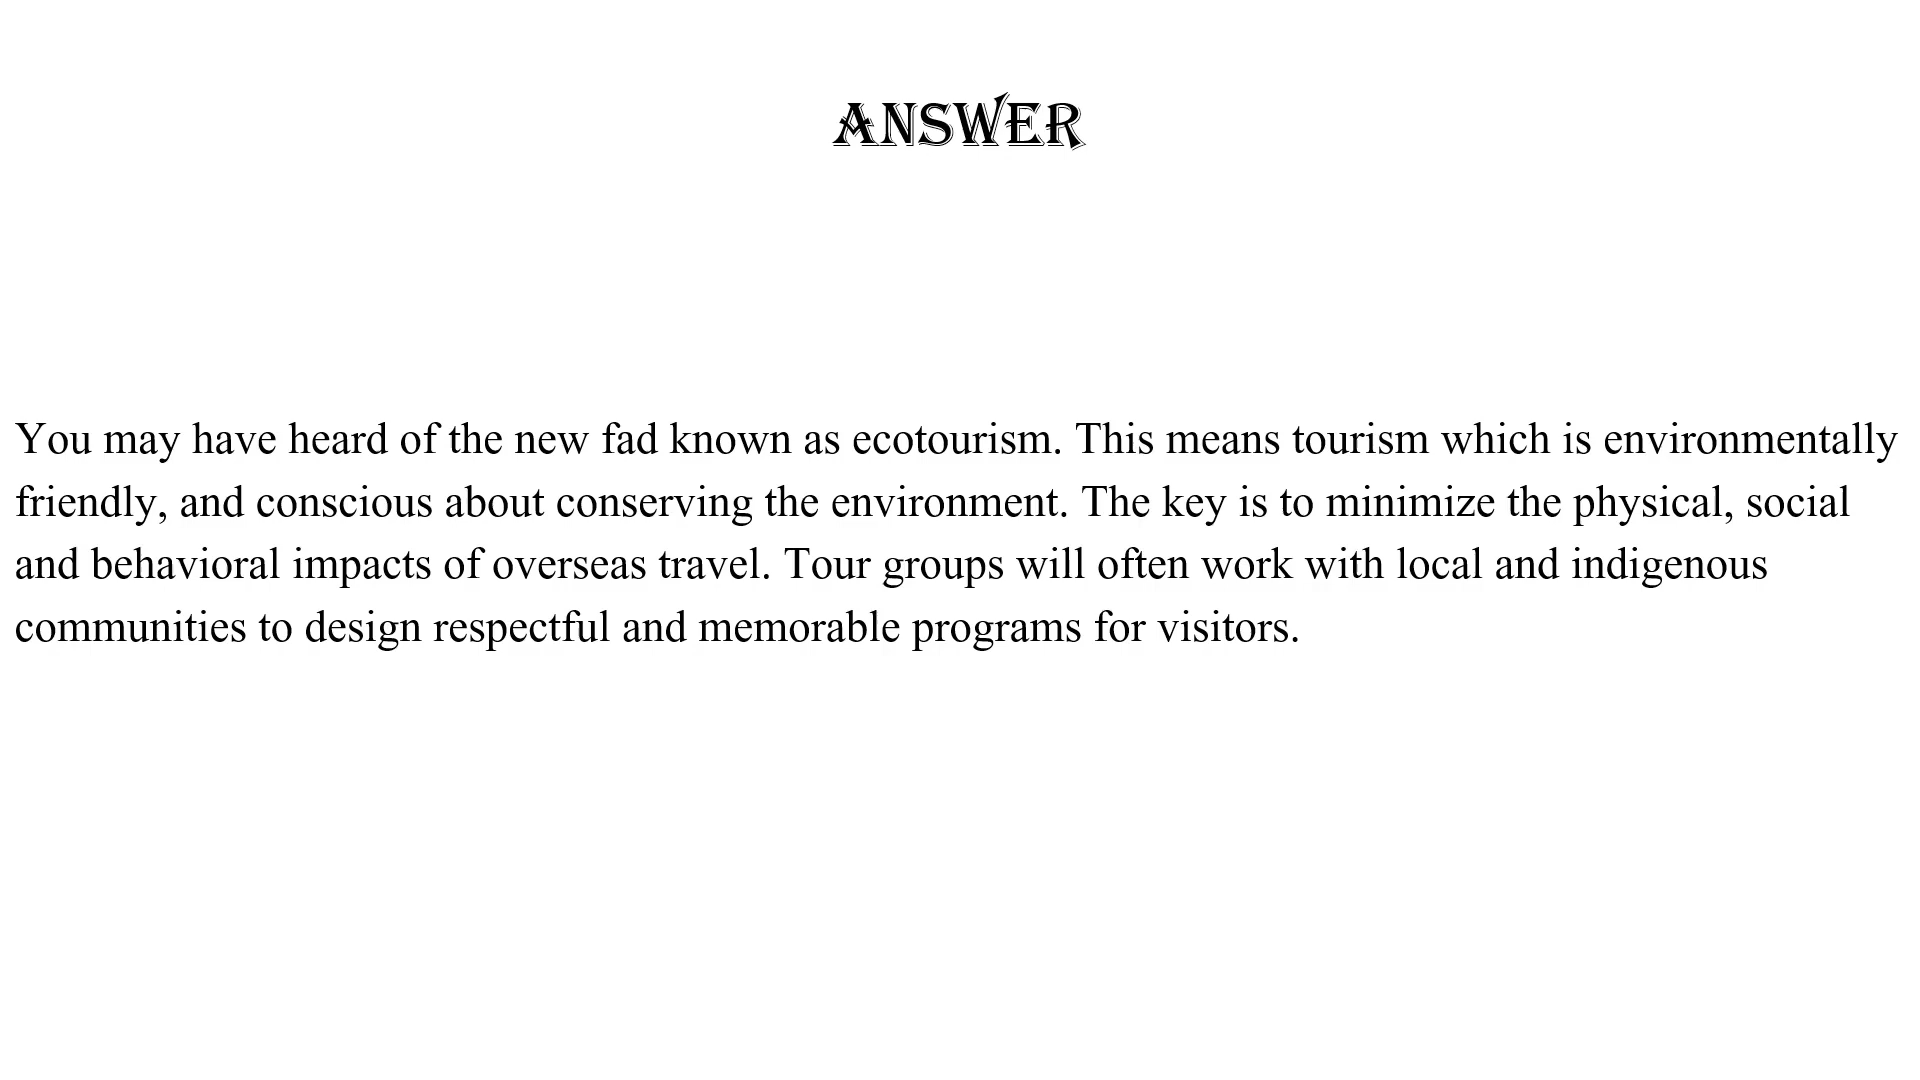 ANSWER
You may have heard of the new fad known as ecotourism. This means tourism which is environmentally
friendly, and conscious about conserving the environment. The key is to minimize the physical, social
and behavioral impacts of overseas travel. Tour groups will often work with local and indigenous
communities to design respectful and memorable programs for visitors.